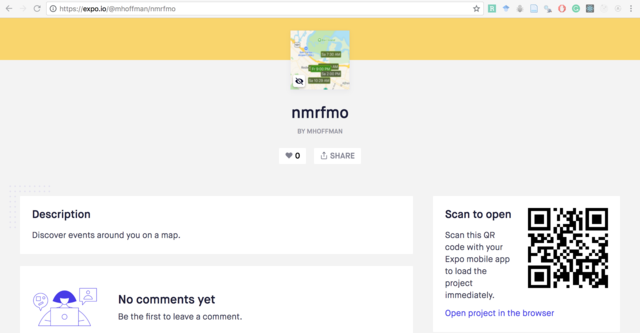 https://expo.io/@mhoffman/nmrfmo
nmrfmo
BY MHOFFMAN
0
SHARE
Description
Discover events around you on a map.
Scan to open
Scan this QR
code with your
Expo mobile app
to load the
project
immediately.
Open project in the browser
No comments yet
Be the first to leave a comment.